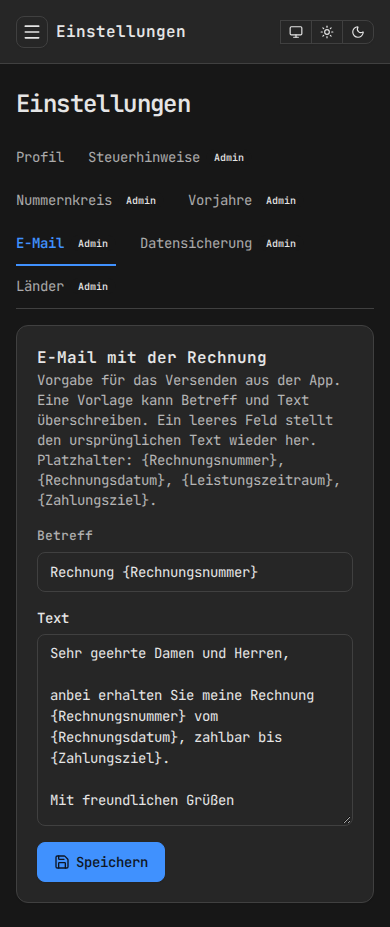 Einstellungen
Einstellungen
Profil Steuerhinweise Admin
Nummernkreis Admin Vorjahre Admin
E-Mail Admin Datensicherung Admin
Länder Admin
E-Mail mit der Rechnung
Vorgabe für das Versenden aus der App.
Eine Vorlage kann Betreff und Text
überschreiben. Ein leeres Feld stellt
den ursprünglichen Text wieder her.
Platzhalter: {Rechnungsnummer},
{Rechnungsdatum}, {Leistungszeitraum},
{Zahlungsziel}.
Betreff
Rechnung {Rechnungsnummer}
Text
Sehr geehrte Damen und Herren,
anbei erhalten Sie meine Rechnung
{Rechnungsnummer} vom
{Rechnungsdatum}, zahlbar bis
{Zahlungsziel}.
Mit freundlichen Grüßen
Speichern